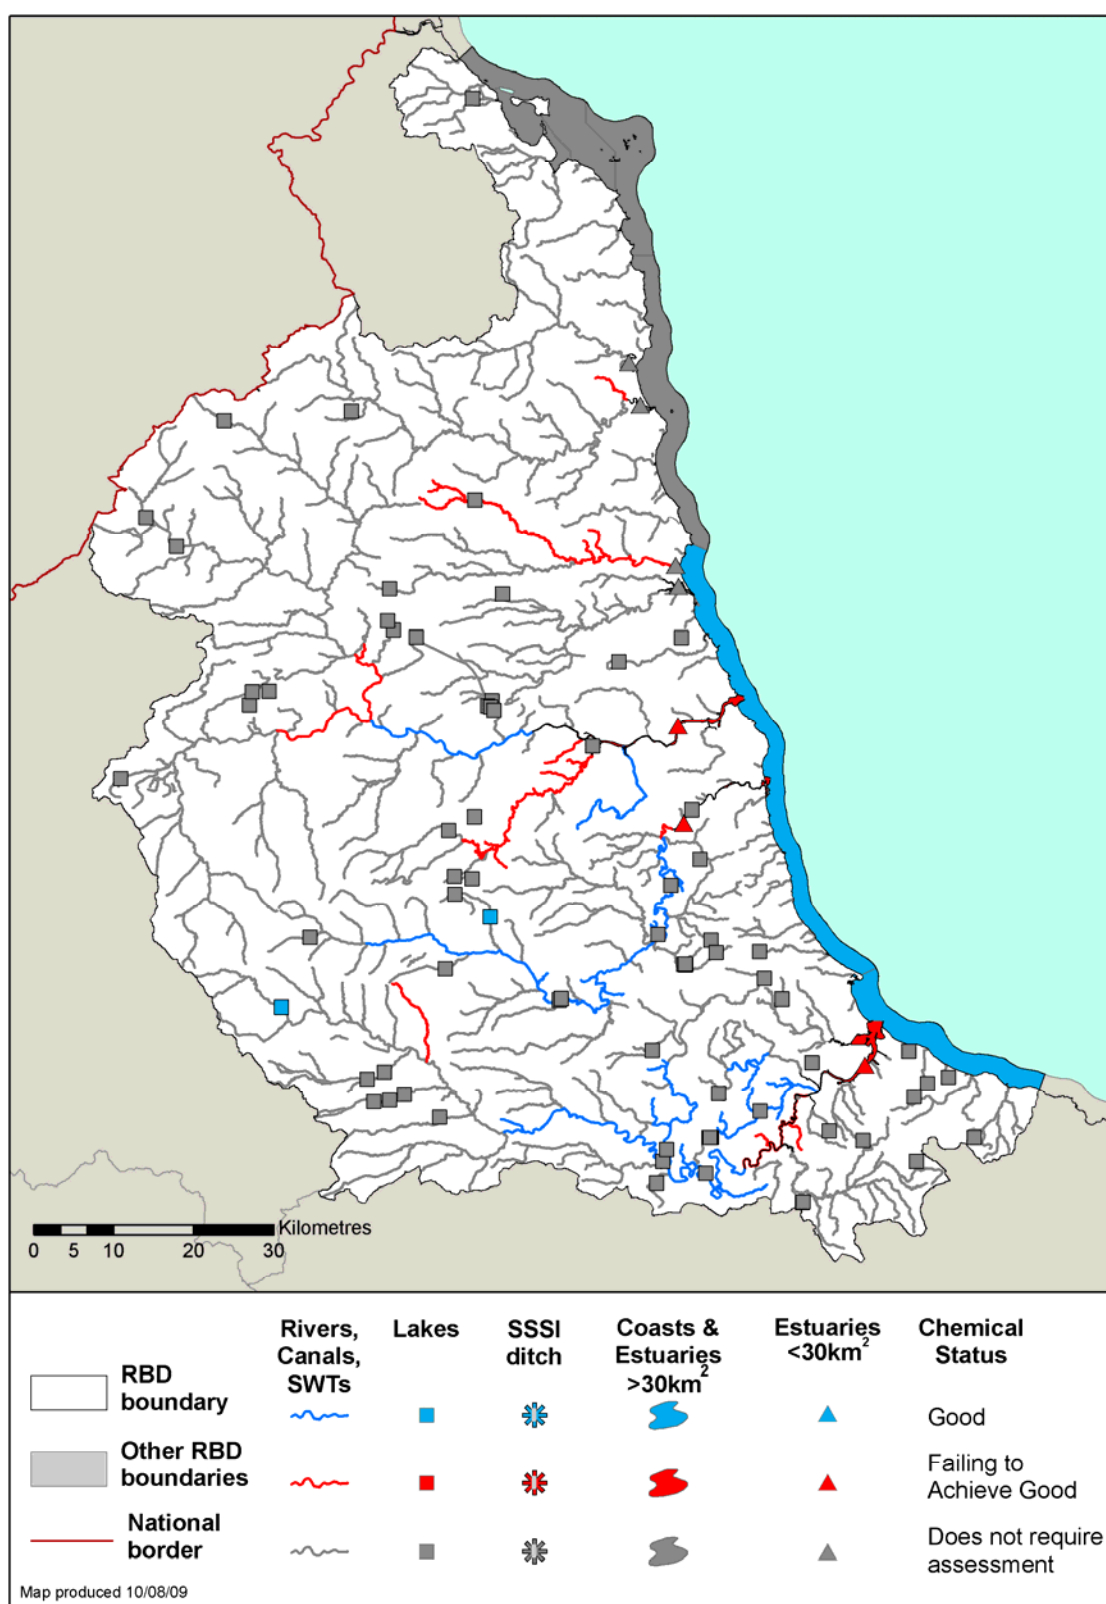 Kilometres
0 5 10 20 30
Rivers,
Canals,
SWTs
Lakes
SSSI
ditch
Coasts &
Estuaries
>30km²
Estuaries
<30km²
Chemical
Status
RBD
boundary
Good
Other RBD
boundaries
Failing to
Achieve Good
National
border
Does not require
assessment
Map produced 10/08/09